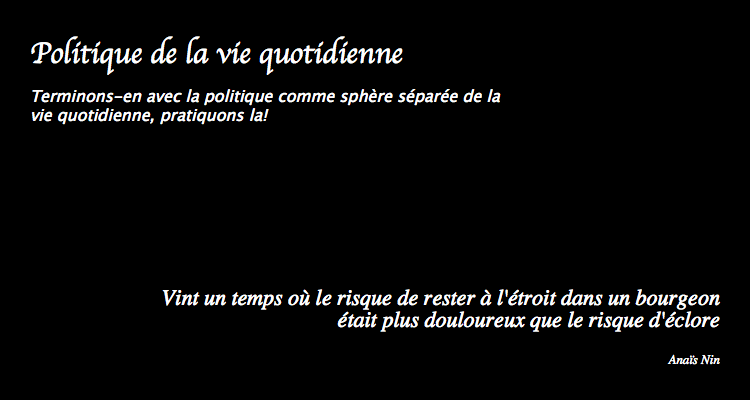 Politique de la vie quotidienne
Terminons-en avec la politique comme sphère séparée de la
vie quotidienne, pratiquons la!
Vint un temps où le risque de rester à l'étroit dans un bourgeon
était plus douloureux que le risque d'éclore
Anaïs Nin